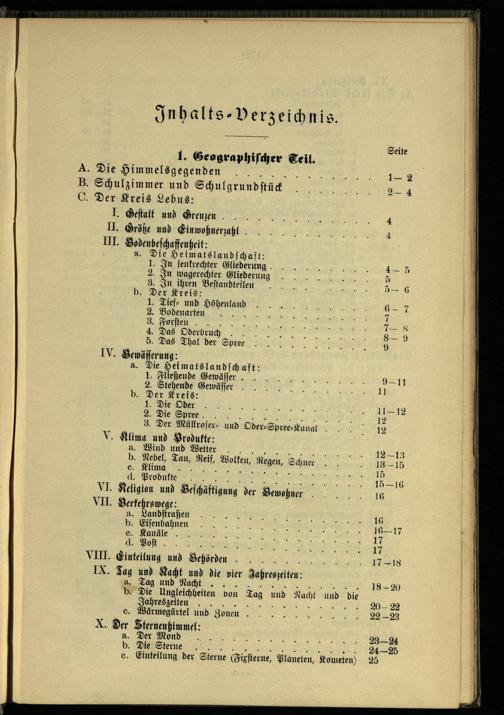 Inhalts-Verzeichnis.
Seite
1. Geographischer Teil.
A. Die Himmelsgegenden 1—2
B. Schulzimmer und Schulgrundstück 2—4
C. Der Kreis Lebus:
I. Gestalt und Grenzen 4
II. Größe und Einwohnerzahl 4
III. Bodenbeschaffenheit:
a. Die Heimatslandschaft:
1. In senkrechter Gliederung 4—5
2. In wagerechter Gliederung 5
3. In ihren Bestandteilen 5—6
b. Der Kreis:
1. Tief- und Höhenland 6—7
2. Bodenarten 7
3. Forsten 7—8
4. Das Oderbruch 8—9
5. Das Thal der Spree 9
IV. Bewässerung:
a. Die Heimatslandschaft:
1. Fließende Gewässer 9—11
2. Stehende Gewässer 11
b. Der Kreis:
1. Die Oder 11—12
2. Die Spree 12
3. Der Müllroser- und Oder-Spree-Kanal 12
V. Klima und Produkte:
a. Wind und Wetter 12—13
b. Nebel, Tau, Reif, Wolken, Regen, Schnee 13—15
c. Klima 15
d. Produkte 15—16
VI. Religion und Beschäftigung der Bewohner 16
VII. Verkehrswege:
a. Landstraßen 16
b. Eisenbahnen 16—17
c. Kanäle 17
d. Post 17
VIII. Einteilung und Behörden 17—18
IX. Tag und Nacht und die vier Jahreszeiten:
a. Tag und Nacht 18—20
b. Die Ungleichheiten von Tag und Nacht und die
Jahreszeiten 20—22
c. Wärmegürtel und Zonen 22—23
X. Der Sternenhimmel:
a. Der Mond 23—24
b. Die Sterne 24—25
c. Einteilung der Sterne (Fixsterne, Planeten, Kometen) 25